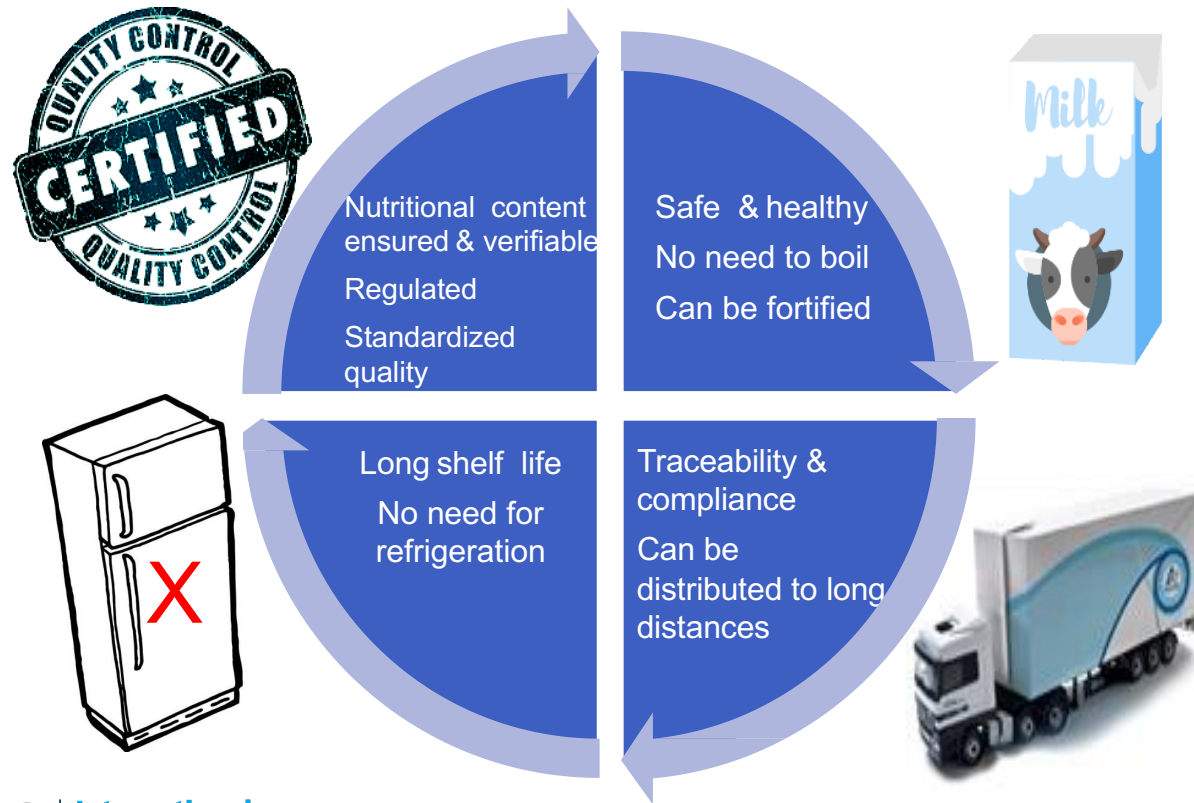 QUALITY CONTROL
CERTIFIED
QUALITY CONTROL
Nutritional content
ensured & verifiable
Regulated
Standardized
quality
Safe & healthy
No need to boil
Can be fortified
Milk
Long shelf life
No need for
refrigeration
X
Traceability &
compliance
Can be
distributed to long
distances